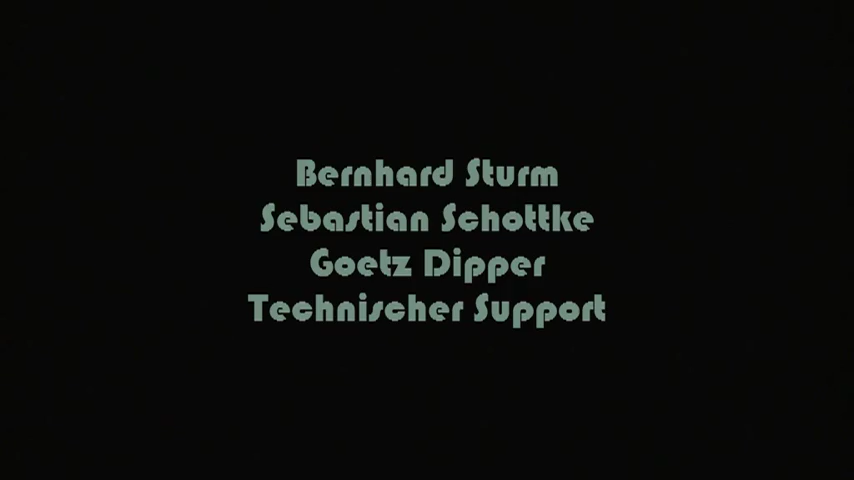 Bernhard Sturm
Sebastian Schottke
Goetz Dipper
Technischer Support